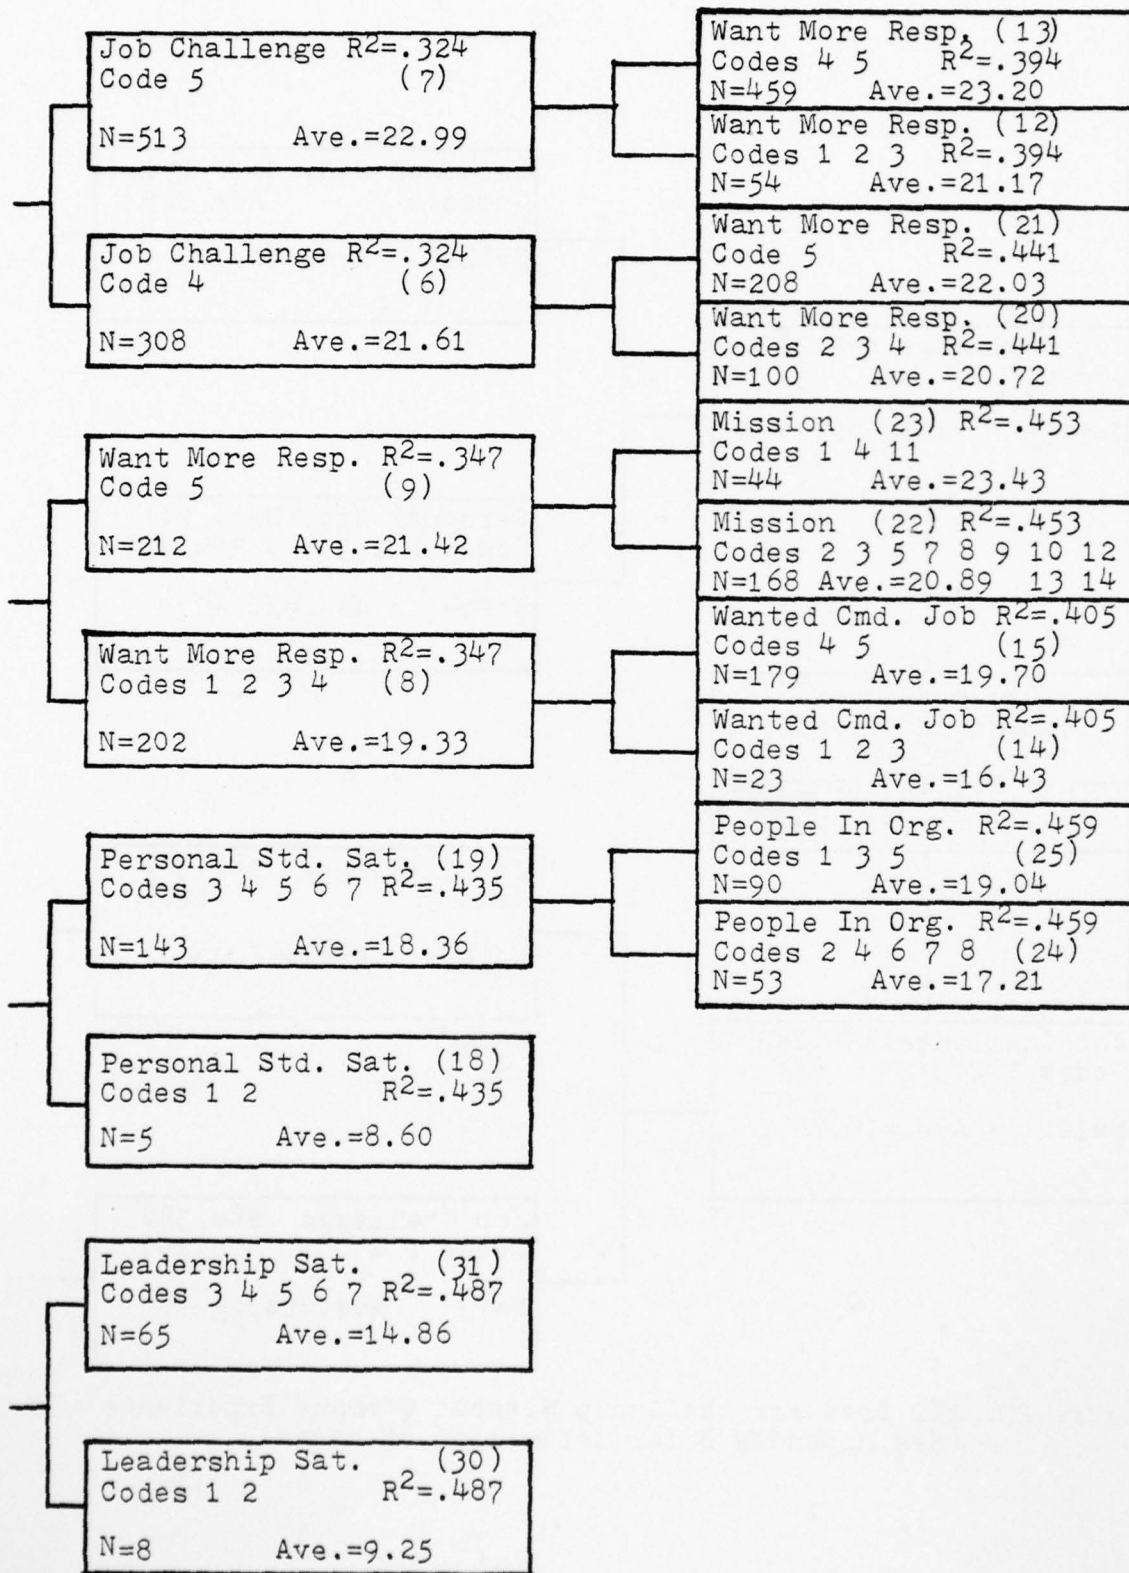 Job Challenge R²=.324
Code 5 (7)
N=513 Ave.=22.99
Job Challenge R²=.324
Code 4 (6)
N=308 Ave.=21.61
Want More Resp. R²=.347
Code 5 (9)
N=212 Ave.=21.42
Want More Resp. R²=.347
Codes 1 2 3 4 (8)
N=202 Ave.=19.33
Personal Std. Sat. (19)
Codes 3 4 5 6 7 R²=.435
N=143 Ave.=18.36
Personal Std. Sat. (18)
Codes 1 2 R²=.435
N=5 Ave.=8.60
Leadership Sat. (31)
Codes 3 4 5 6 7 R²=.487
N=65 Ave.=14.86
Leadership Sat. (30)
Codes 1 2 R²=.487
N=8 Ave.=9.25
Want More Resp. (13)
Codes 4 5 R²=.394
N=459 Ave.=23.20
Want More Resp. (12)
Codes 1 2 3 R²=.394
N=54 Ave.=21.17
Want More Resp. (21)
Code 5 R²=.441
N=208 Ave.=22.03
Want More Resp. (20)
Codes 2 3 4 R²=.441
N=100 Ave.=20.72
Mission (23) R²=.453
Codes 1 4 11
N=44 Ave.=23.43
Mission (22) R²=.453
Codes 2 3 5 7 8 9 10 12
N=168 Ave.=20.89 13 14
Wanted Cmd. Job R²=.405
Codes 4 5 (15)
N=179 Ave.=19.70
Wanted Cmd. Job R²=.405
Codes 1 2 3 (14)
N=23 Ave.=16.43
People In Org. R²=.459
Codes 1 3 5 (25)
N=90 Ave.=19.04
People In Org. R²=.459
Codes 2 4 6 7 8 (24)
N=53 Ave.=17.21